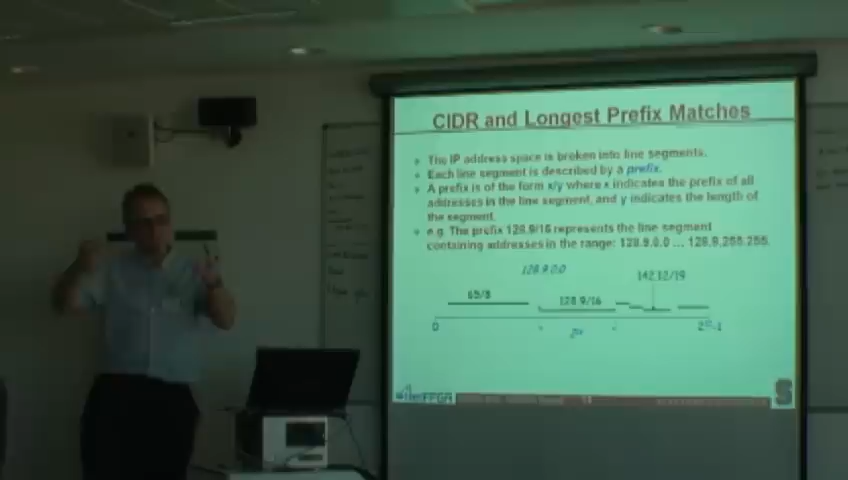 CIDR and Longest Prefix Matches
The IP address space is broken into line segments.
Each line segment is described by a prefix.
A prefix is of the form x/y where x indicates the prefix of all
addresses in the line segment, and y indicates the length of
the segment.
e.g. The prefix 128.9/16 represents the line segment
containing addresses in the range: 128.9.0.0 ... 128.9.255.255.
128.9.0.0
142.12/19
65/8
128.9/16
0
NetFPGA
S